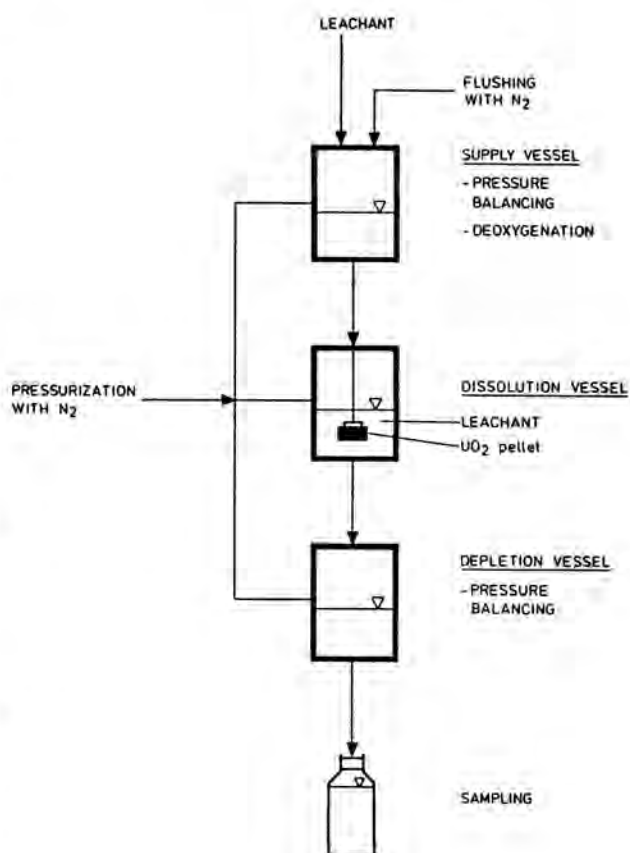 LEACHANT
FLUSHING
WITH N₂
SUPPLY VESSEL
- PRESSURE
BALANCING
- DEOXYGENATION
PRESSURIZATION
WITH N₂
DISSOLUTION VESSEL
LEACHANT
UO₂ pellet
DEPLETION VESSEL
- PRESSURE
BALANCING
SAMPLING